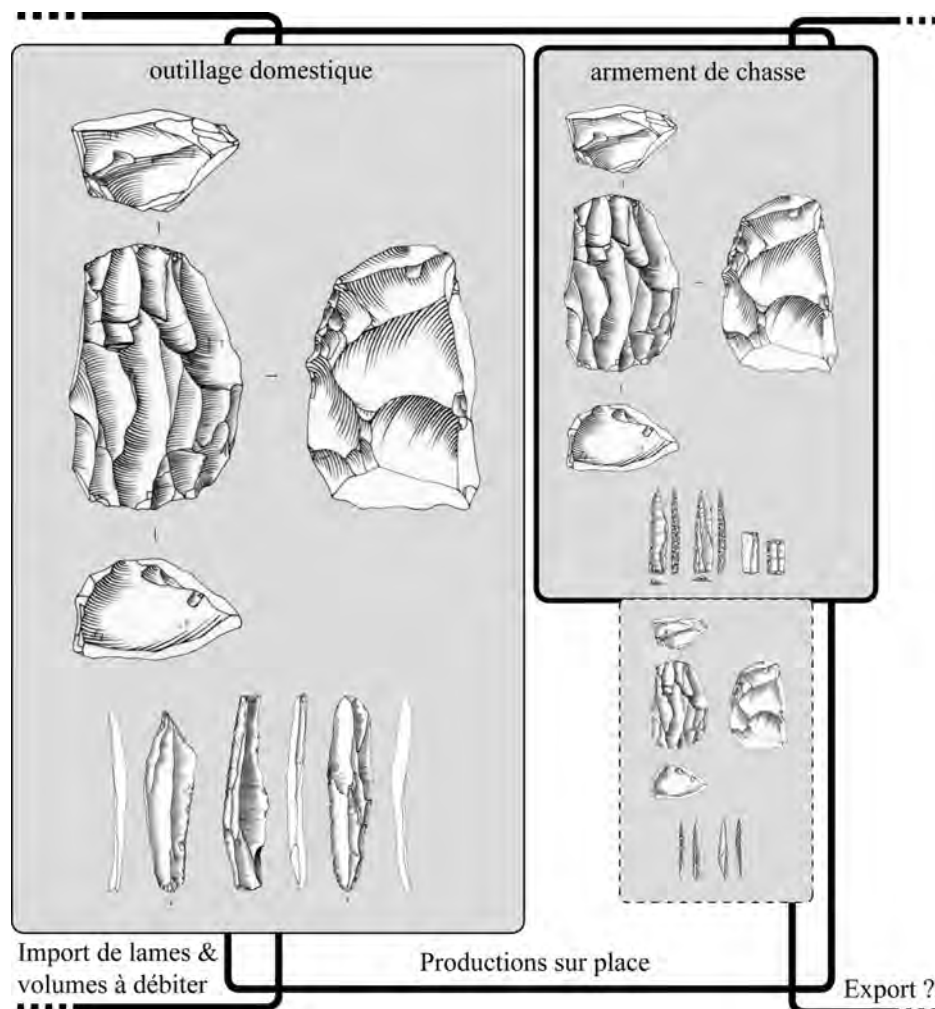 outillage domestique
armement de chasse
Import de lames &
volumes à débiter
Productions sur place
Export ?